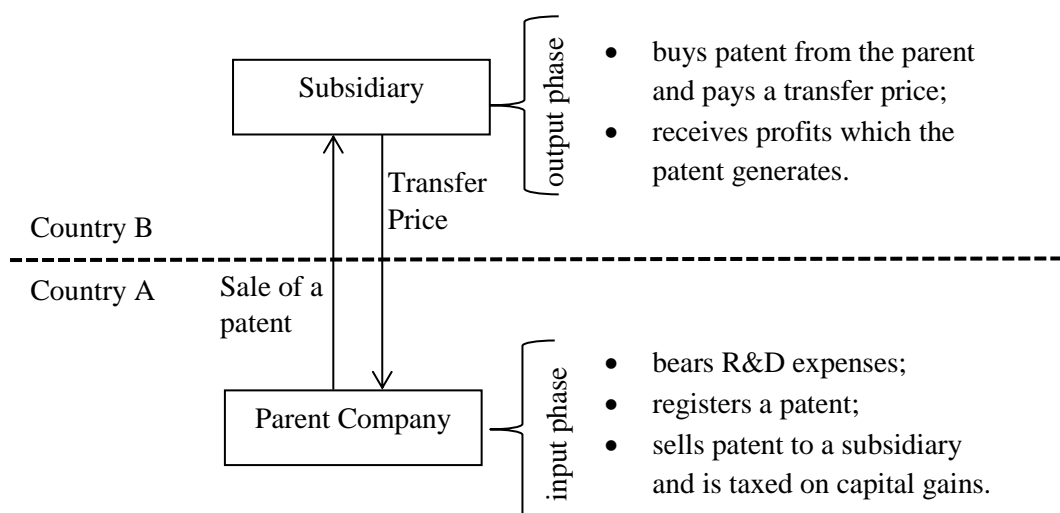 Subsidiary
output phase
• buys patent from the parent
and pays a transfer price;
• receives profits which the
patent generates.
Transfer
Price
Country B
Country A
Sale of a
patent
Parent Company
input phase
• bears R&D expenses;
• registers a patent;
• sells patent to a subsidiary
and is taxed on capital gains.